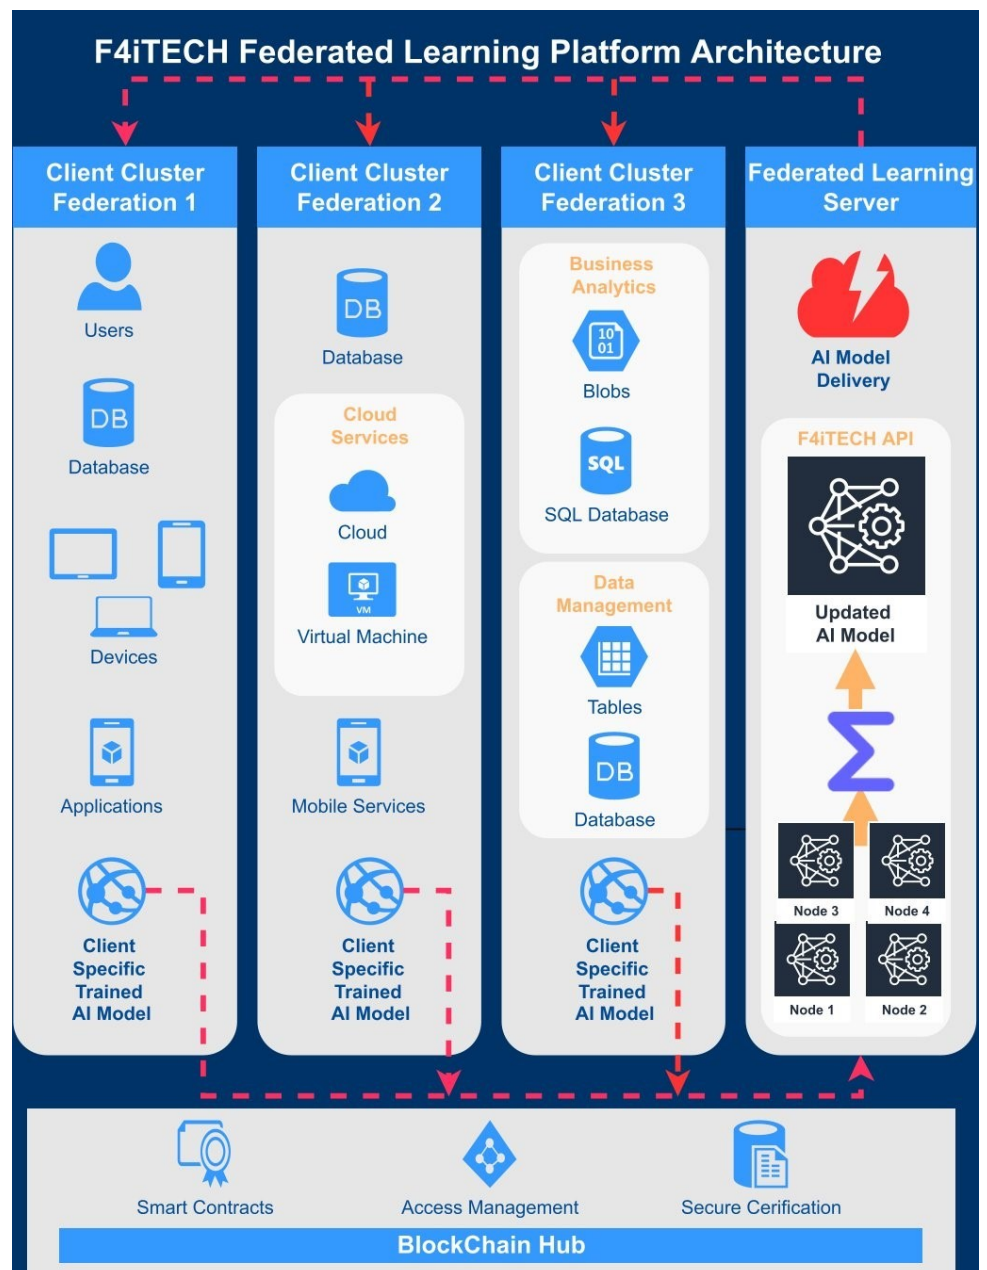 F4iTECH Federated Learning Platform Architecture
Client Cluster
Federation 1
Users
DB
Database
Devices
Applications
Client
Specific
Trained
AI Model
Client Cluster
Federation 2
DB
Database
Cloud
Services
Cloud
VM
Virtual Machine
Mobile Services
Client
Specific
Trained
AI Model
Client Cluster
Federation 3
Business
Analytics
10
01
Blobs
SQL
SQL Database
Data
Management
Tables
DB
Database
Client
Specific
Trained
AI Model
Federated Learning
Server
AI Model
Delivery
F4iTECH API
Updated
AI Model
Σ
Node 3
Node 4
Node 1
Node 2
Smart Contracts
Access Management
Secure Cerification
BlockChain Hub